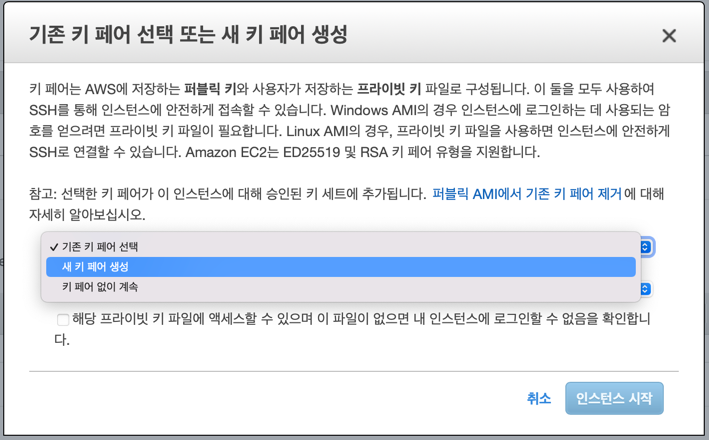 기존 키 페어 선택 또는 새 키 페어 생성
키 페어는 AWS에 저장하는 퍼블릭 키와 사용자가 저장하는 프라이빗 키 파일로 구성됩니다. 이 둘을 모두 사용하여
SSH를 통해 인스턴스에 안전하게 접속할 수 있습니다. Windows AMI의 경우 인스턴스에 로그인하는 데 사용되는 암
호를 얻으려면 프라이빗 키 파일이 필요합니다. Linux AMI의 경우, 프라이빗 키 파일을 사용하면 인스턴스에 안전하게
SSH로 연결할 수 있습니다. Amazon EC2는 ED25519 및 RSA 키 페어 유형을 지원합니다.
참고: 선택한 키 페어가 이 인스턴스에 대해 승인된 키 세트에 추가됩니다. 퍼블릭 AMI에서 기존 키 페어 제거에 대해
자세히 알아보십시오.
✓ 기존 키 페어 선택
새 키 페어 생성
키 페어 없이 계속
해당 프라이빗 키 파일에 액세스할 수 있으며 이 파일이 없으면 내 인스턴스에 로그인할 수 없음을 확인합니
다.
취소 인스턴스 시작